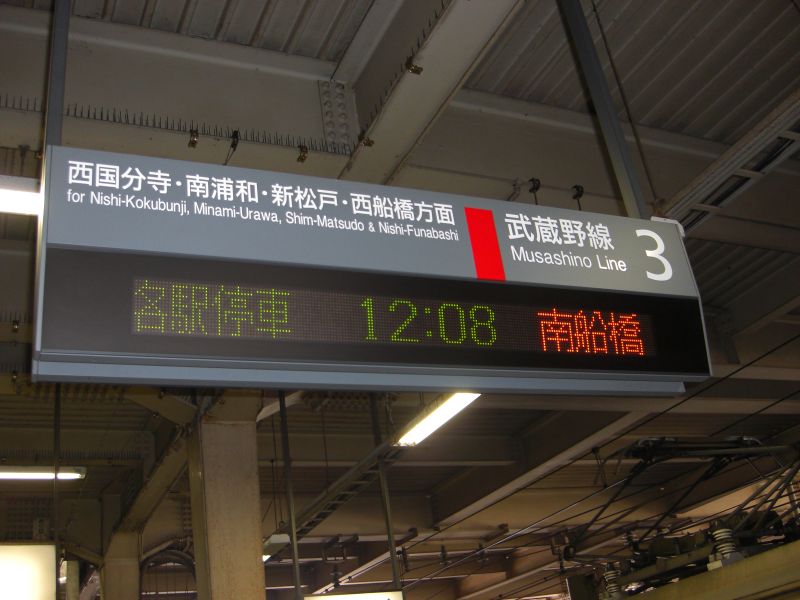 西国分寺・南浦和・新松戸・西船橋方面
for Nishi-Kokubunji, Minami-Urawa, Shim-Matsudo & Nishi-Funabashi
武蔵野線
Musashino Line
3
各駅停車 12:08 南船橋